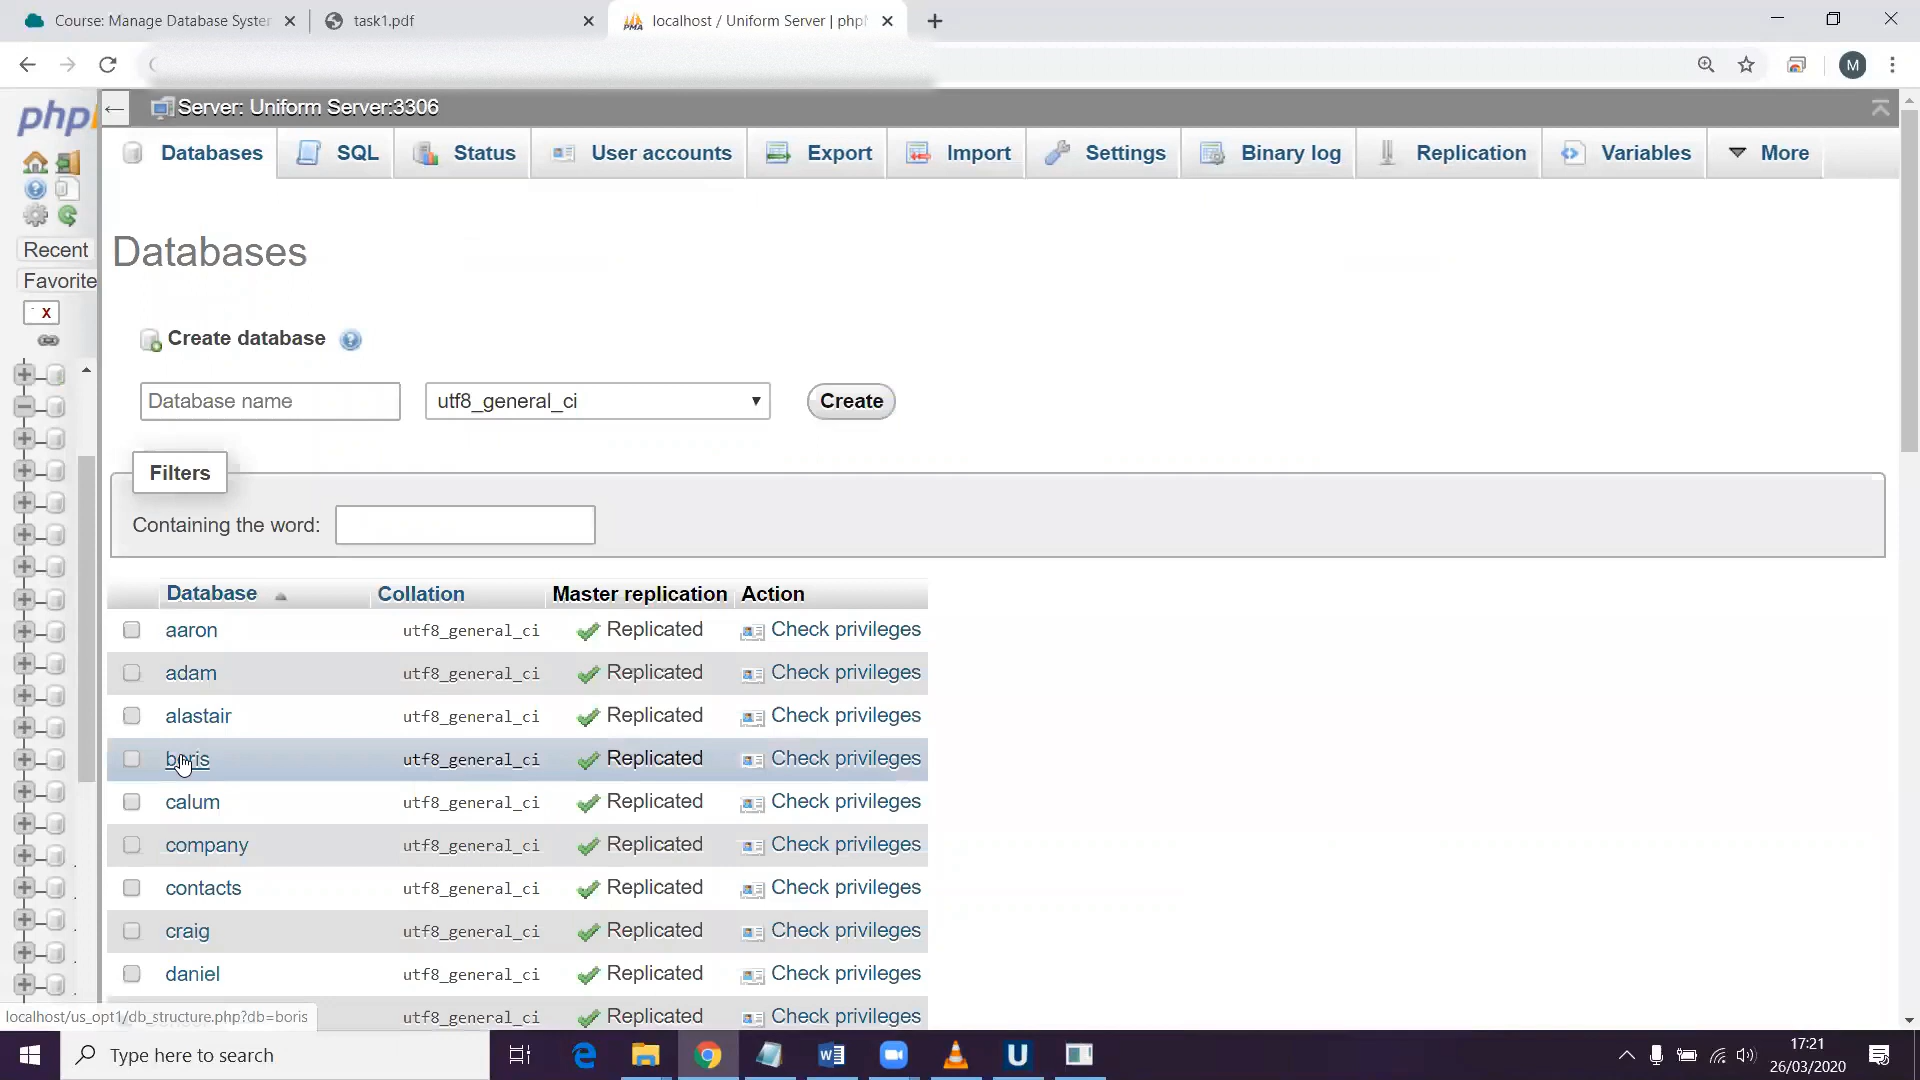 Course: Manage Database Syster
task1.pdf
localhost / Uniform Server | phpM
M
php
Server: Uniform Server:3306
Databases
SQL
Status
User accounts
Export
Import
Settings
Binary log
Replication
Variables
More
Recent
Favorite
X
Databases
Create database
Database name
utf8_general_ci
Create
Filters
Containing the word:
Database Collation Master replication Action
aaron utf8_general_ci Replicated Check privileges
adam utf8_general_ci Replicated Check privileges
alastair utf8_general_ci Replicated Check privileges
boris utf8_general_ci Replicated Check privileges
calum utf8_general_ci Replicated Check privileges
company utf8_general_ci Replicated Check privileges
contacts utf8_general_ci Replicated Check privileges
craig utf8_general_ci Replicated Check privileges
daniel utf8_general_ci Replicated Check privileges
utf8_general_ci Replicated Check privileges
localhost/us_opt1/db_structure.php?db=boris
Type here to search
17:21
26/03/2020